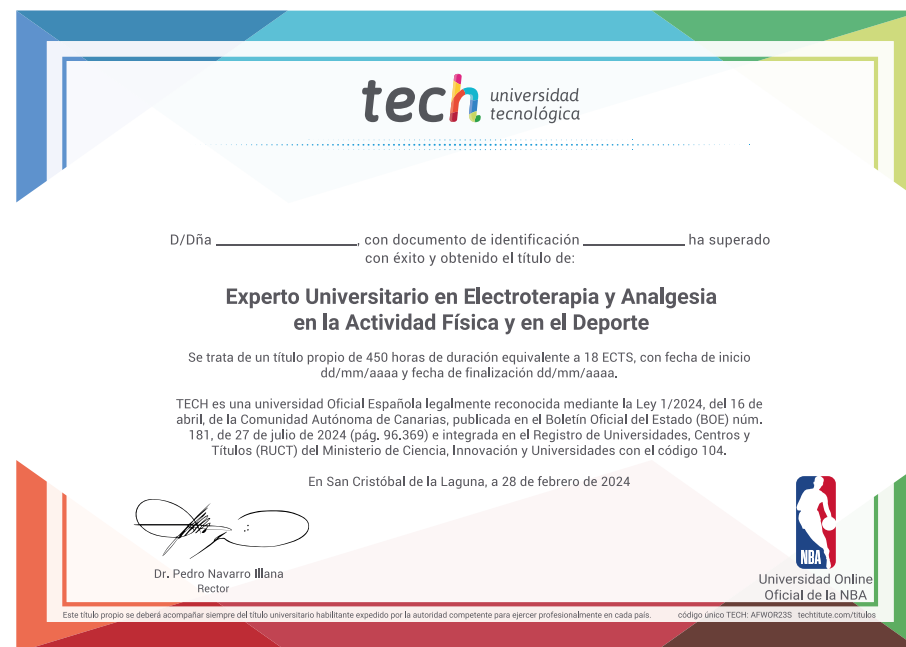 tech universidad
tecnológica
D/Dña ____________________, con documento de identificación ______________ ha superado
con éxito y obtenido el título de:
Experto Universitario en Electroterapia y Analgesia
en la Actividad Física y en el Deporte
Se trata de un título propio de 450 horas de duración equivalente a 18 ECTS, con fecha de inicio
dd/mm/aaaa y fecha de finalización dd/mm/aaaa.
TECH es una universidad Oficial Española legalmente reconocida mediante la Ley 1/2024, del 16 de
abril, de la Comunidad Autónoma de Canarias, publicada en el Boletín Oficial del Estado (BOE) núm.
181, de 27 de julio de 2024 (pág. 96.369) e integrada en el Registro de Universidades, Centros y
Títulos (RUCT) del Ministerio de Ciencia, Innovación y Universidades con el código 104.
En San Cristóbal de la Laguna, a 28 de febrero de 2024
Dr. Pedro Navarro Illana
Rector
NBA
Universidad Online
Oficial de la NBA
Este título propio se deberá acompañar siempre del título universitario habilitante expedido por la autoridad competente para ejercer profesionalmente en cada país. código único TECH: AFWOR23S techtitute.com/titulos